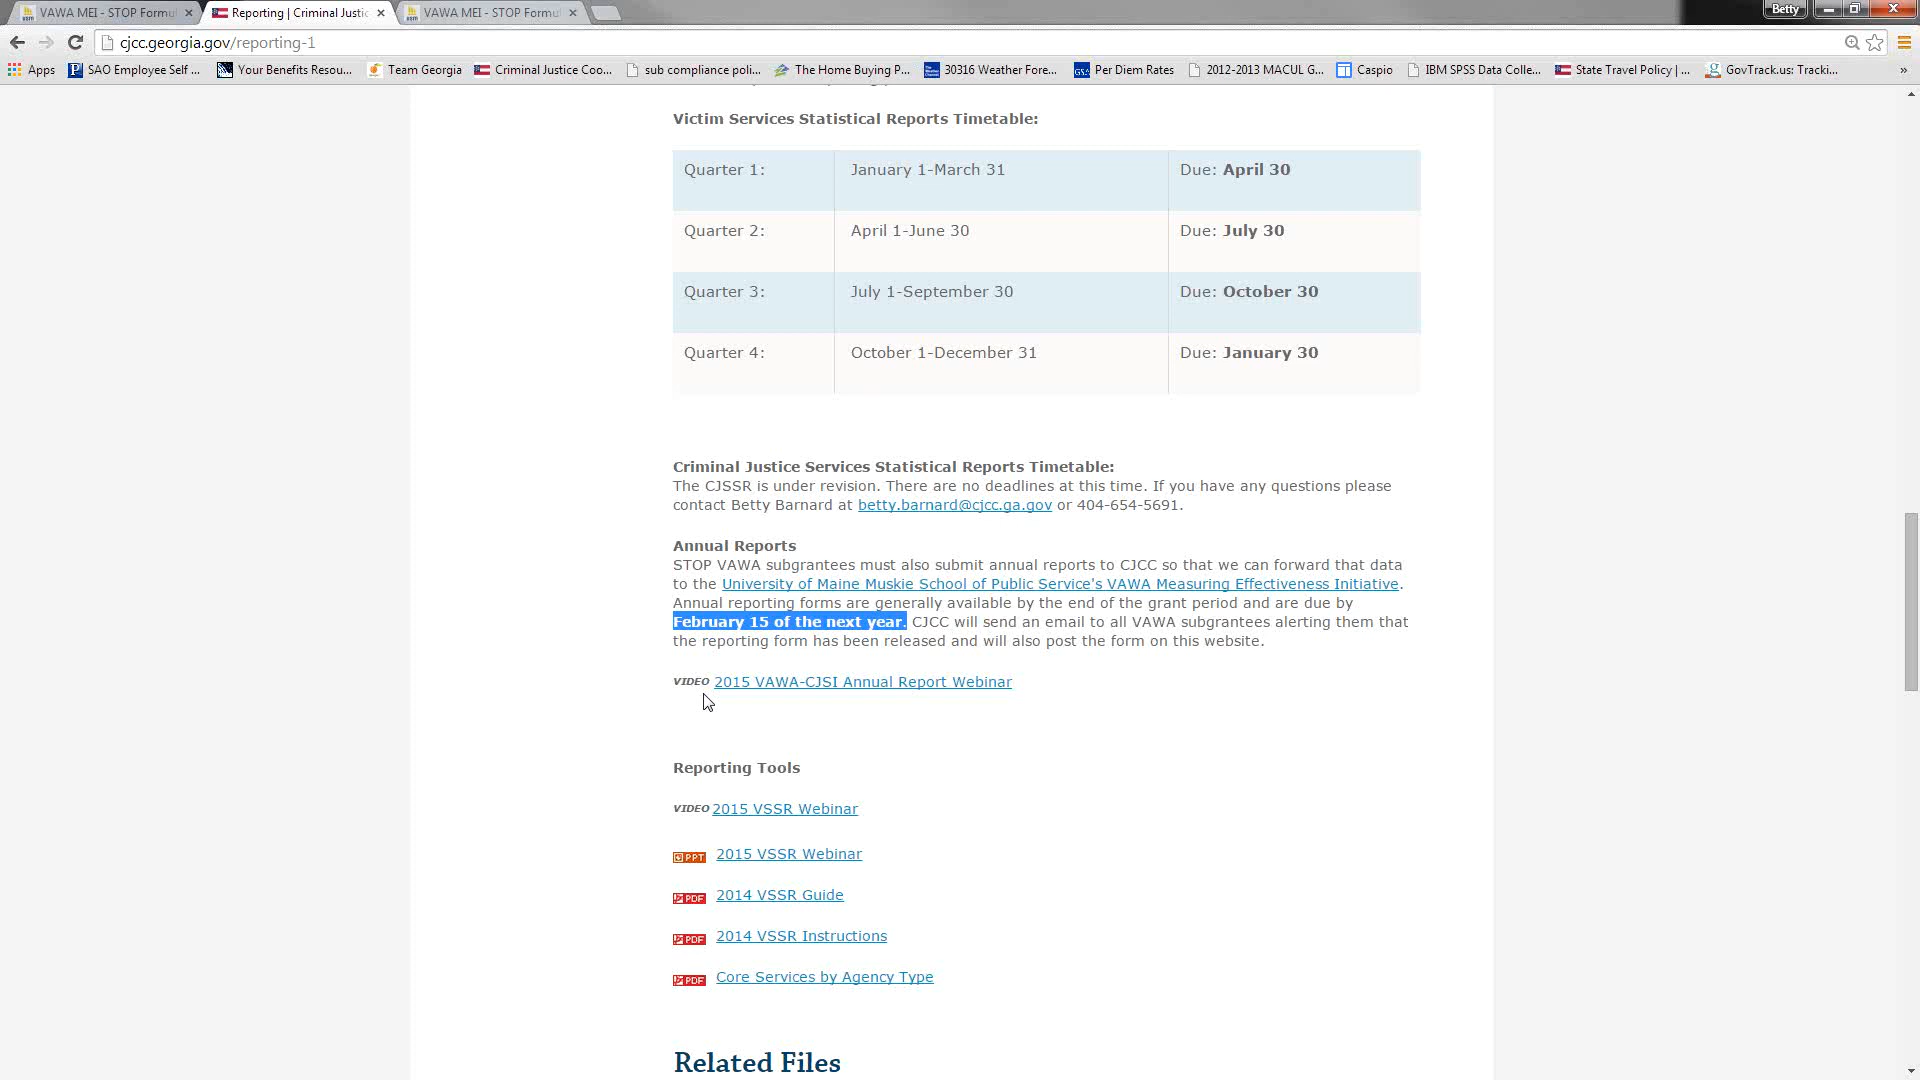 VAWA MEI - STOP Formu
Reporting | Criminal Justic
VAWA MEI - STOP Formu
Betty
cjcc.georgia.gov/reporting-1
Apps
SAO Employee Self ...
Your Benefits Resou...
Team Georgia
Criminal Justice Coo...
sub compliance poli...
The Home Buying P...
30316 Weather Fore...
Per Diem Rates
2012-2013 MACUL G...
Caspio
IBM SPSS Data Colle...
State Travel Policy | ...
GovTrack.us: Tracki...
»
Victim Services Statistical Reports Timetable:
Quarter 1: January 1-March 31 Due: April 30
Quarter 2: April 1-June 30 Due: July 30
Quarter 3: July 1-September 30 Due: October 30
Quarter 4: October 1-December 31 Due: January 30
Criminal Justice Services Statistical Reports Timetable:
The CJSSR is under revision. There are no deadlines at this time. If you have any questions please
contact Betty Barnard at betty.barnard@cjcc.ga.gov or 404-654-5691.
Annual Reports
STOP VAWA subgrantees must also submit annual reports to CJCC so that we can forward that data
to the University of Maine Muskie School of Public Service's VAWA Measuring Effectiveness Initiative.
Annual reporting forms are generally available by the end of the grant period and are due by
February 15 of the next year. CJCC will send an email to all VAWA subgrantees alerting them that
the reporting form has been released and will also post the form on this website.
VIDEO 2015 VAWA-CJSI Annual Report Webinar
Reporting Tools
VIDEO 2015 VSSR Webinar
PPT 2015 VSSR Webinar
PDF 2014 VSSR Guide
PDF 2014 VSSR Instructions
PDF Core Services by Agency Type
Related Files